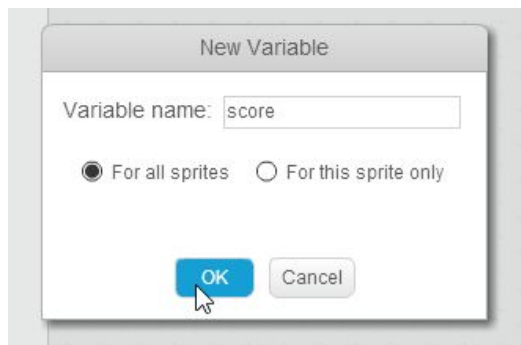 New Variable
Variable name: score
For all sprites For this sprite only
OK Cancel